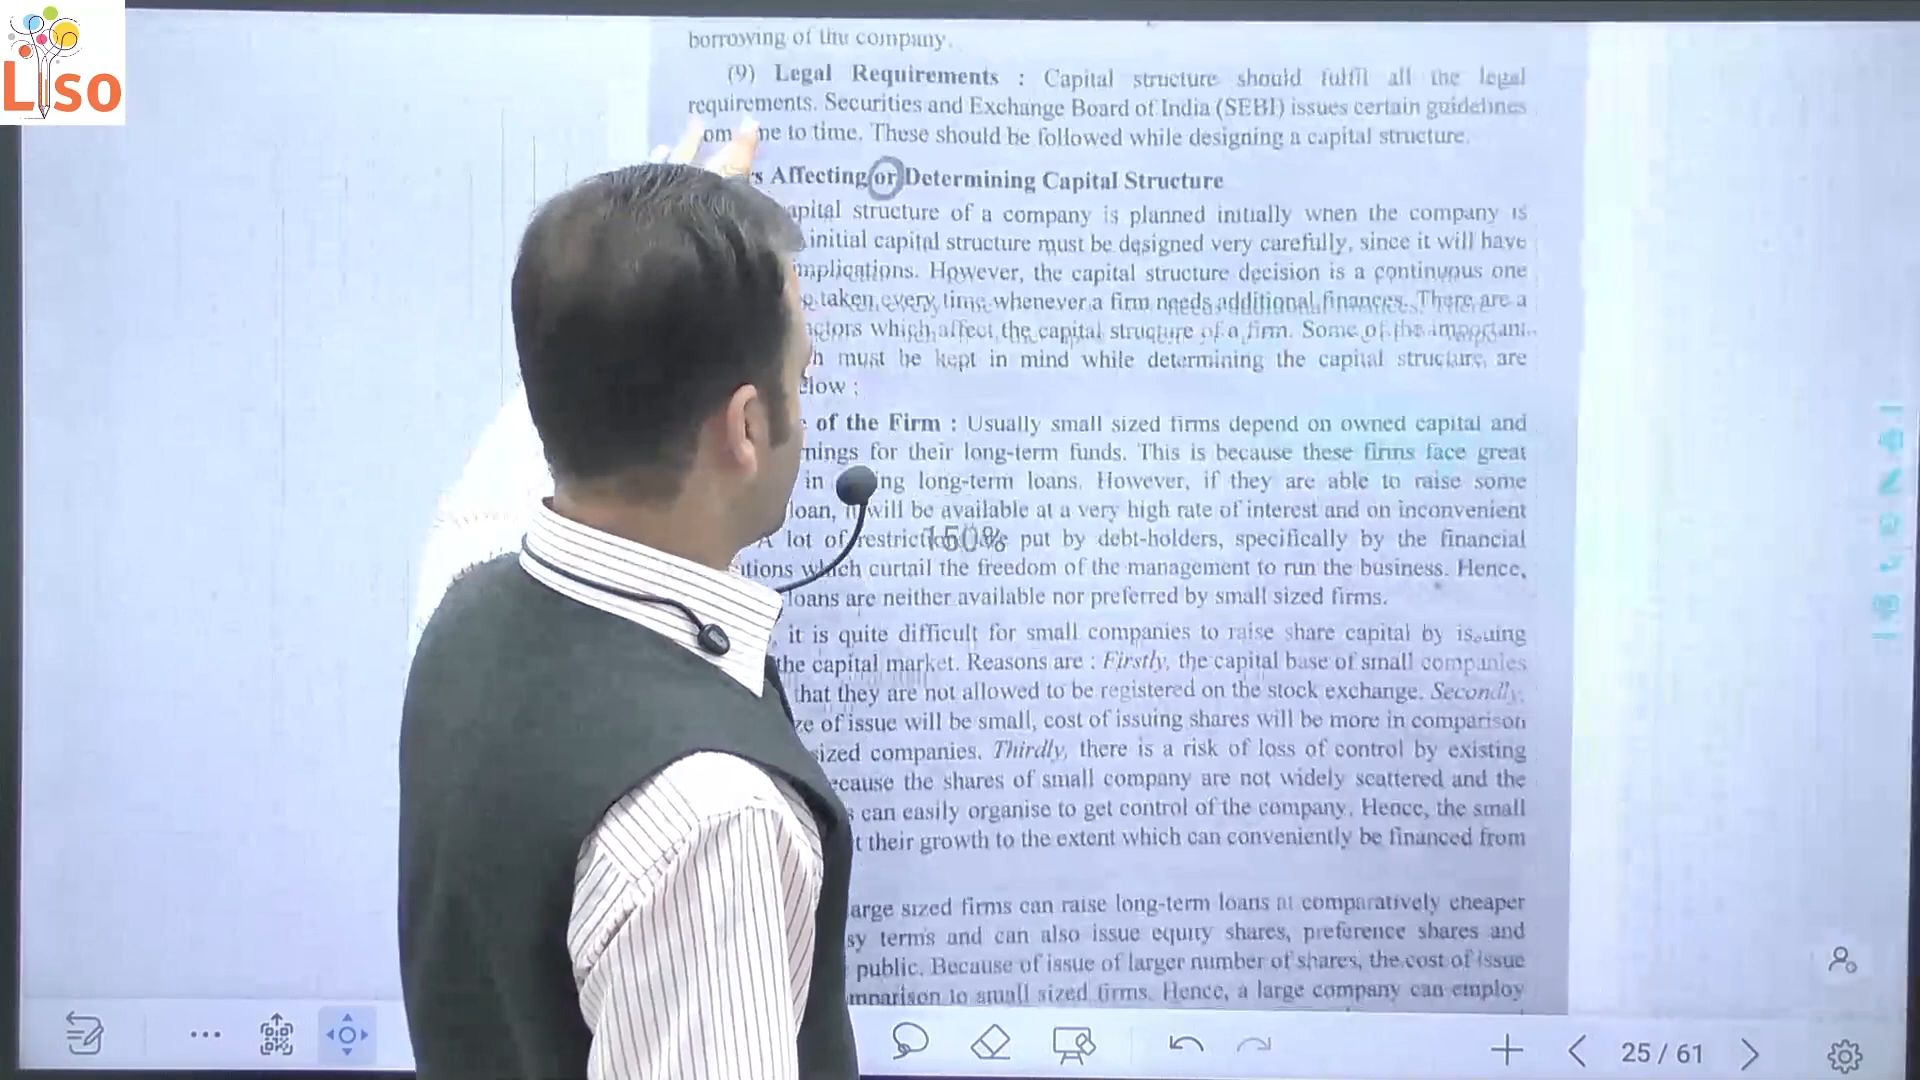 Liso
borrowing of the company.
(9) Legal Requirements : Capital structure should fulfil all the legal
requirements. Securities and Exchange Board of India (SEBI) issues certain guidelines
to time. These should be followed while designing a capital structure.
Affecting or Determining Capital Structure
structure of a company is planned initially when the company is
initial capital structure must be designed very carefully, since it will have
implications. However, the capital structure decision is a continuous one
taken every time whenever a firm needs additional finances. There are a
which affect the capital structure of a firm. Some of the important
must be kept in mind while determining the capital structure, are
of the Firm : Usually small sized firms depend on owned capital and
for their long-term funds. This is because these firms face great
in long-term loans. However, if they are able to raise some
loan, it will be available at a very high rate of interest and on inconvenient
lot of 150% put by debt-holders, specifically by the financial
which curtail the freedom of the management to run the business. Hence,
loans are neither available nor preferred by small sized firms.
it is quite difficult for small companies to raise share capital by issuing
the capital market. Reasons are : Firstly, the capital base of small companies
that they are not allowed to be registered on the stock exchange. Secondly,
of issue will be small, cost of issuing shares will be more in comparison
sized companies. Thirdly, there is a risk of loss of control by existing
the shares of small company are not widely scattered and the
can easily organise to get control of the company. Hence, the small
their growth to the extent which can conveniently be financed from
sized firms can raise long-term loans at comparatively cheaper
terms and can also issue equity shares, preference shares and
public. Because of issue of larger number of shares, the cost of issue
to small sized firms. Hence, a large company can employ
25 / 61